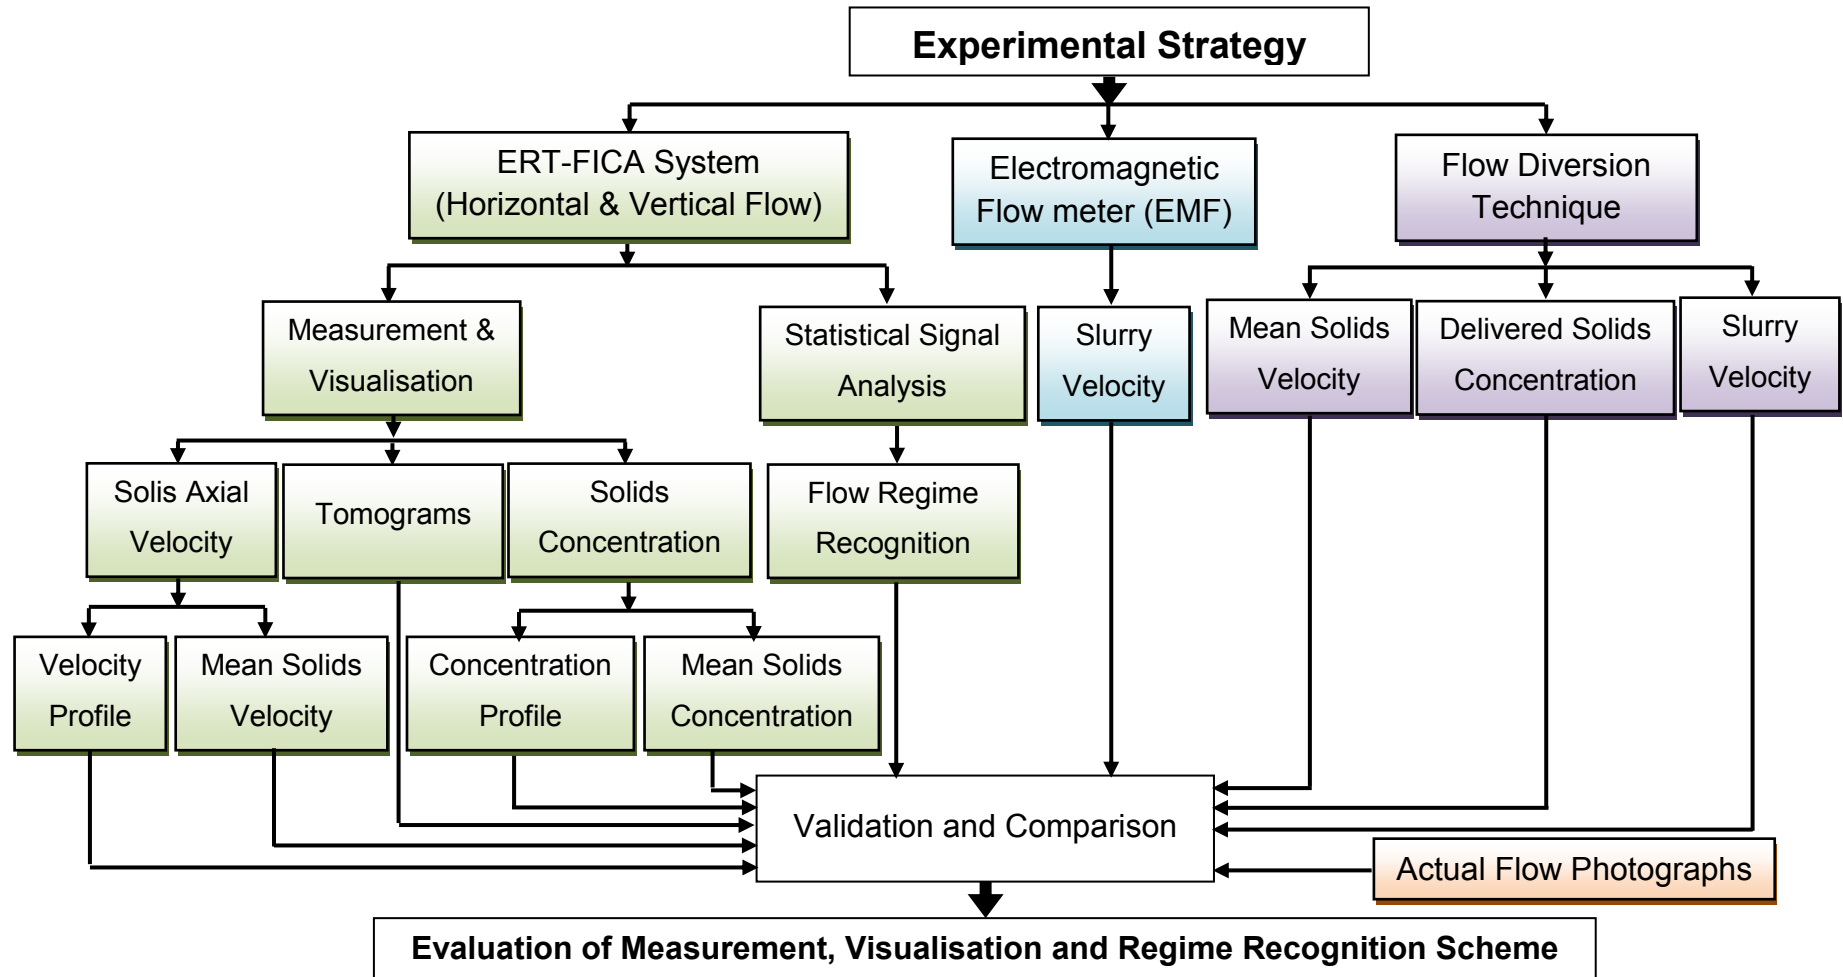 Experimental Strategy
ERT-FICA System
(Horizontal & Vertical Flow)
Electromagnetic
Flow meter (EMF)
Flow Diversion
Technique
Measurement &
Visualisation
Statistical Signal
Analysis
Slurry
Velocity
Mean Solids
Velocity
Delivered Solids
Concentration
Slurry
Velocity
Solis Axial
Velocity
Tomograms
Solids
Concentration
Flow Regime
Recognition
Velocity
Profile
Mean Solids
Velocity
Concentration
Profile
Mean Solids
Concentration
Validation and Comparison
Actual Flow Photographs
Evaluation of Measurement, Visualisation and Regime Recognition Scheme